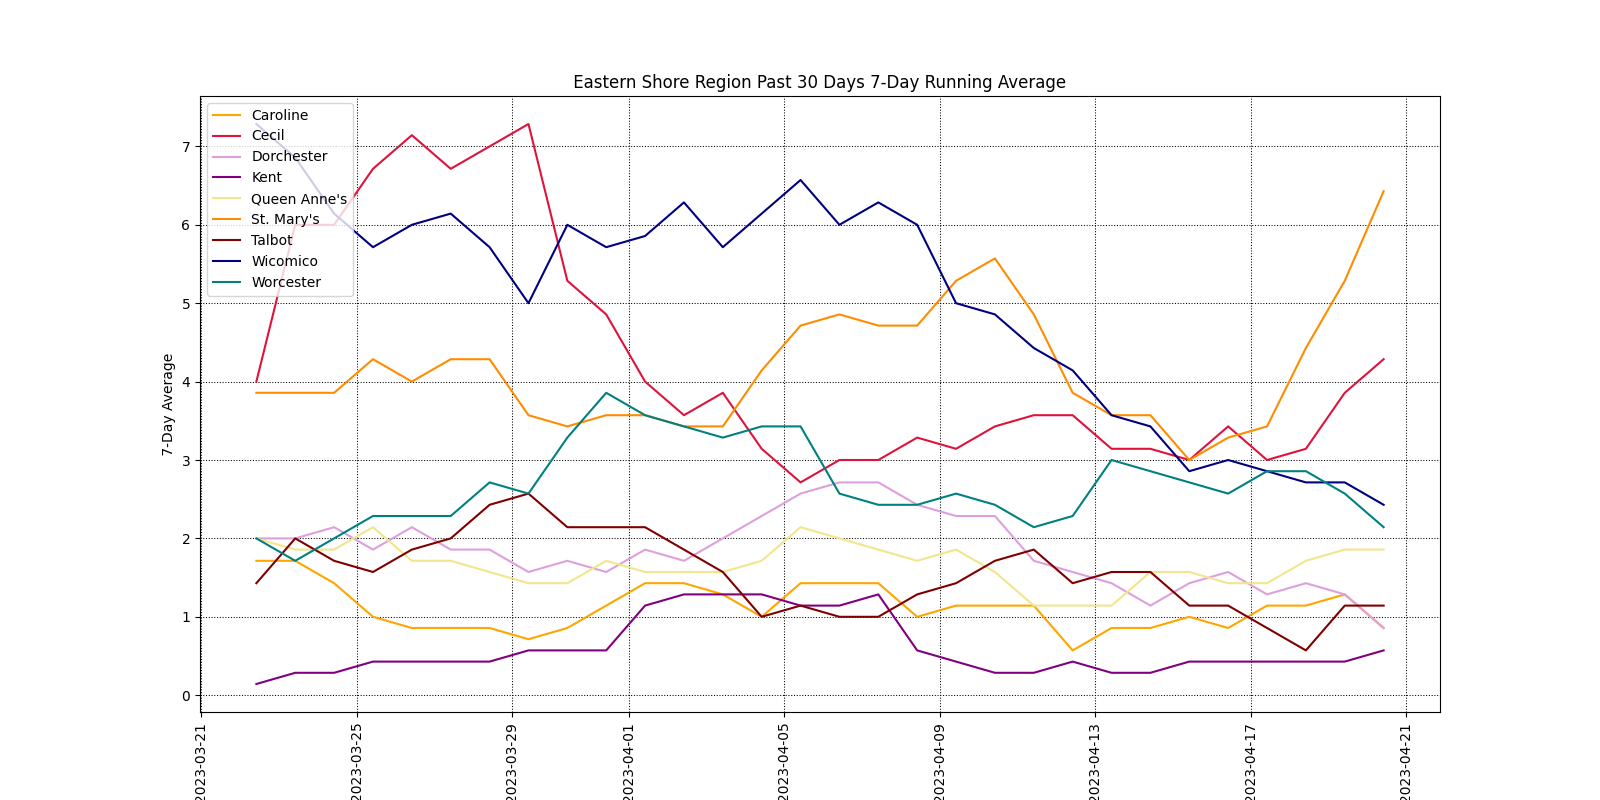 Eastern Shore Region Past 30 Days 7-Day Running Average
Caroline
Cecil
Dorchester
Kent
Queen Anne's
St. Mary's
Talbot
Wicomico
Worcester
7-Day Average
7
6
5
4
3
2
1
0
2023-03-21
2023-03-25
2023-03-29
2023-04-01
2023-04-05
2023-04-09
2023-04-13
2023-04-17
2023-04-21